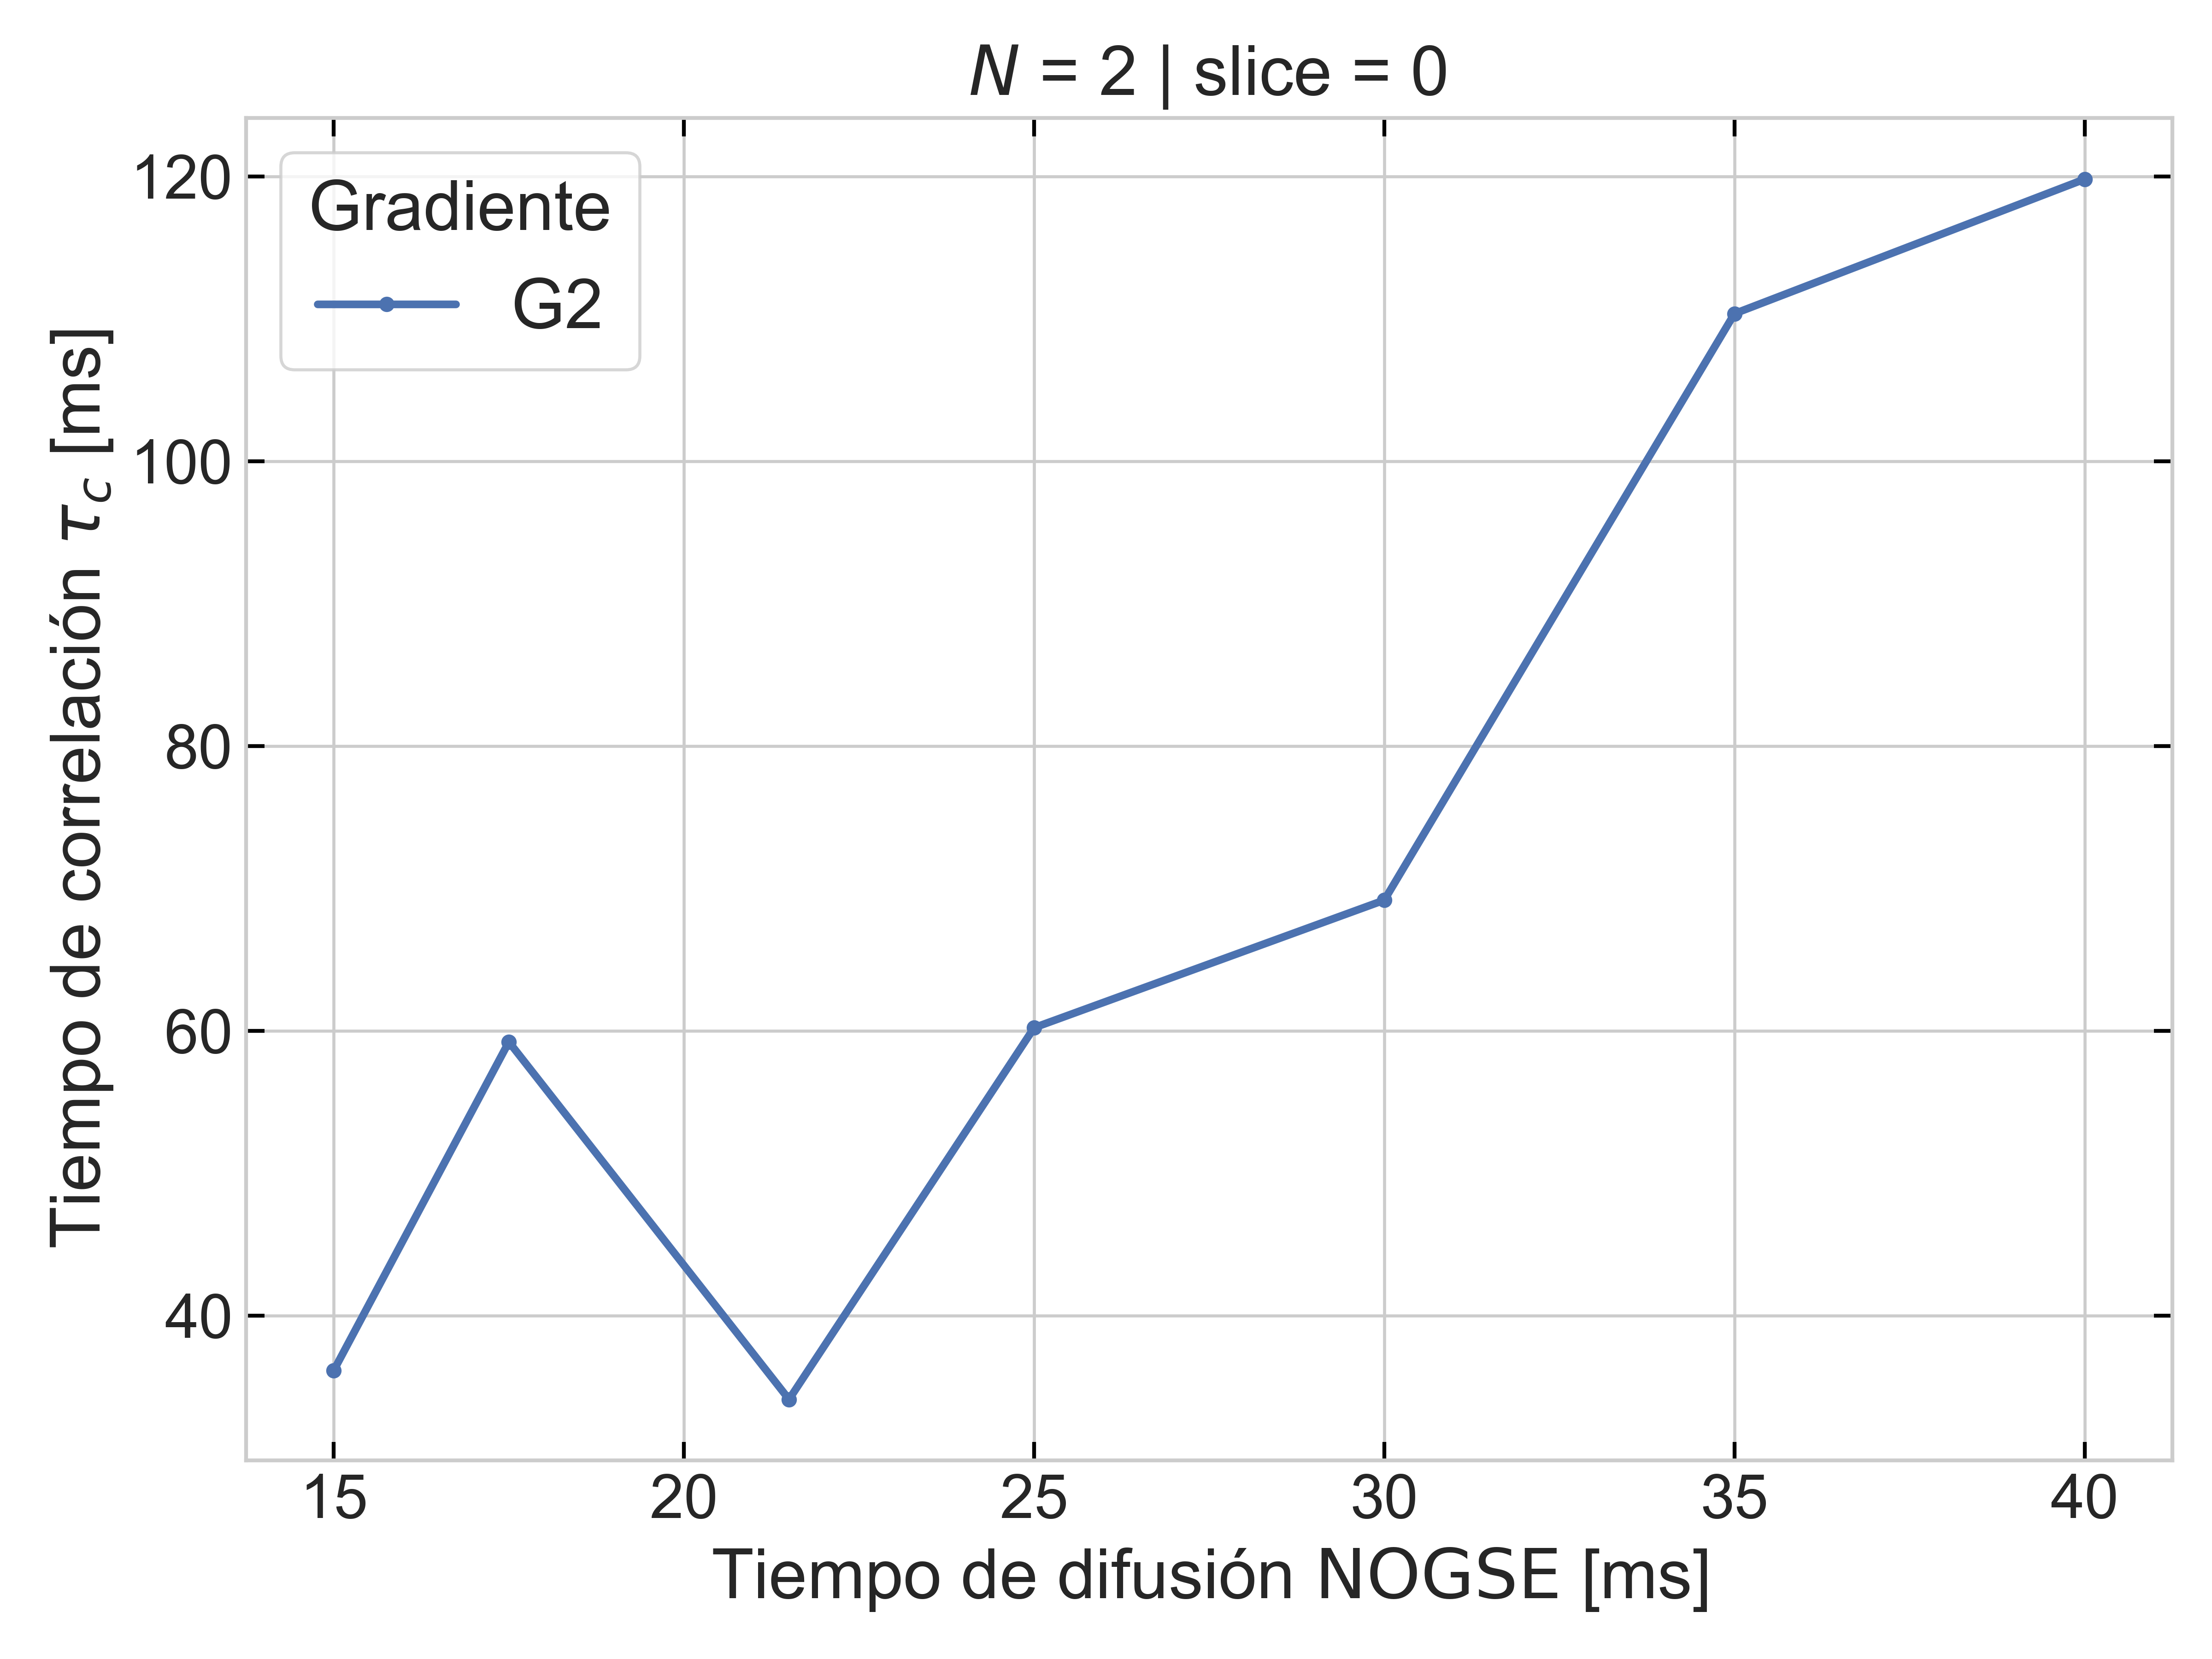 N = 2 | slice = 0
Gradiente
G2
120
100
80
60
40
Tiempo de correlación τc [ms]
15 20 25 30 35 40
Tiempo de difusión NOGSE [ms]